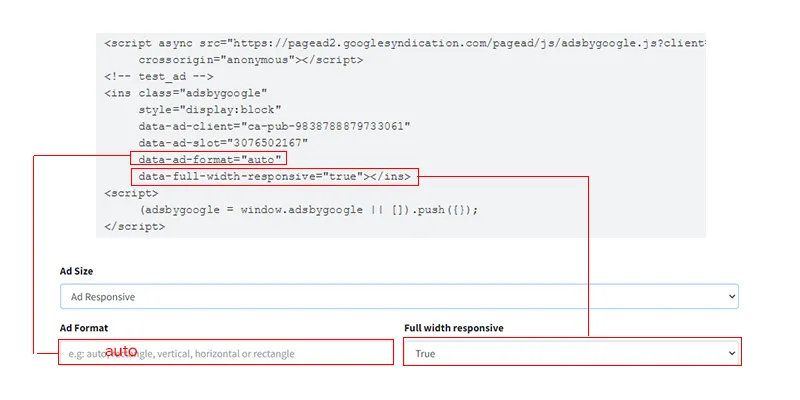 <script async src="https://pagead2.googlesyndication.com/pagead/js/adsbygoogle.js?client=
crossorigin="anonymous"></script>
<!-- test_ad -->
<ins class="adsbygoogle"
style="display:block"
data-ad-client="ca-pub-9838788879733061"
data-ad-slot="3076502167"
data-ad-format="auto"
data-full-width-responsive="true"></ins>
<script>
(adsbygoogle = window.adsbygoogle || []).push({});
</script>
Ad Size
Ad Responsive
Ad Format
Full width responsive
e.g: auto, rectangle, vertical, horizontal or rectangle
auto
True